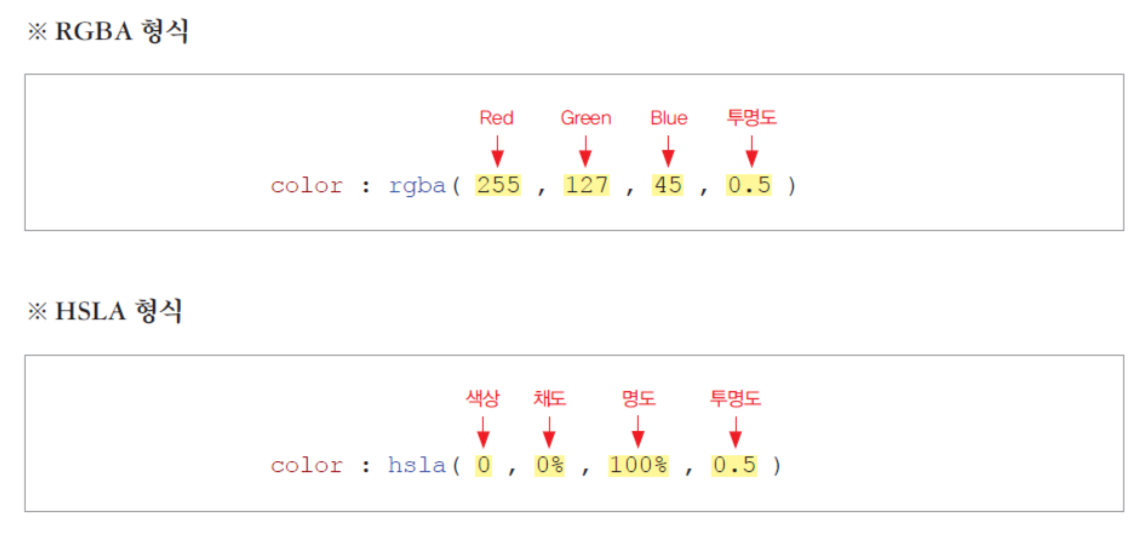 ※ RGBA 형식
Red Green Blue 투명도
color : rgba( 255 , 127 , 45 , 0.5 )
※ HSLA 형식
색상 채도 명도 투명도
color : hsla( 0 , 0% , 100% , 0.5 )